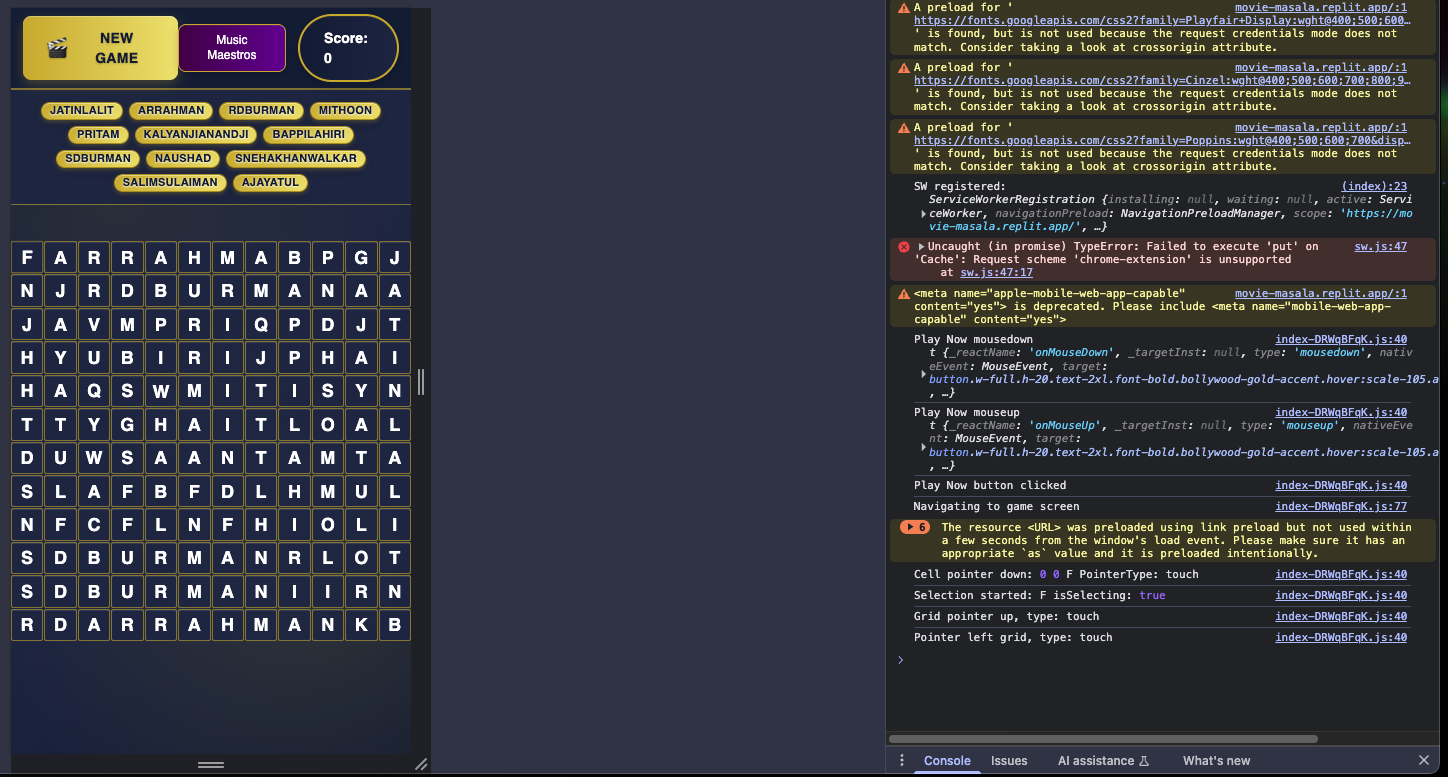 NEW
GAME
Music
Maestros
Score:
0
JATINLALIT ARRAHMAN RDBURMAN MITHOON
PRITAM KALYANJIANANDJI BAPPILAHIRI
SDBURMAN NAUSHAD SNEHAKHANWALKAR
SALIMSULAIMAN AJAYATUL
F A R R A H M A B P G J
N J R D B U R M A N A A
J A V M P R I Q P D J T
H Y U B I R I J P H A I
H A Q S W M I T I S Y N
T T Y G H A I T L O A L
D U W S A A N T A M T A
S L A F B F D L H M U L
N F C F L N F H I O L I
S D B U R M A N R L O T
S D B U R M A N I I R N
R D A R R A H M A N K B
A preload for ' movie-masala.replit.app/:1
https://fonts.googleapis.com/css2?family=Playfair+Display:wght@400;500;600…
' is found, but is not used because the request credentials mode does not
match. Consider taking a look at crossorigin attribute.
A preload for ' movie-masala.replit.app/:1
https://fonts.googleapis.com/css2?family=Cinzel:wght@400;500;600;700;800;9…
' is found, but is not used because the request credentials mode does not
match. Consider taking a look at crossorigin attribute.
A preload for ' movie-masala.replit.app/:1
https://fonts.googleapis.com/css2?family=Poppins:wght@400;500;600;700&disp…
' is found, but is not used because the request credentials mode does not
match. Consider taking a look at crossorigin attribute.
SW registered: (index):23
ServiceWorkerRegistration {installing: null, waiting: null, active: Servi
ceWorker, navigationPreload: NavigationPreloadManager, scope: 'https://mo
vie-masala.replit.app/', …}
Uncaught (in promise) TypeError: Failed to execute 'put' on sw.js:47
'Cache': Request scheme 'chrome-extension' is unsupported
at sw.js:47:17
<meta name="apple-mobile-web-app-capable" movie-masala.replit.app/:1
content="yes"> is deprecated. Please include <meta name="mobile-web-app-
capable" content="yes">
Play Now mousedown index-DRWqBFqK.js:40
t {_reactName: 'onMouseDown', _targetInst: null, type: 'mousedown', nativ
eEvent: MouseEvent, target:
button.w-full.h-20.text-2xl.font-bold.bollywood-gold-accent.hover:scale-105.a
, …}
Play Now mouseup index-DRWqBFqK.js:40
t {_reactName: 'onMouseUp', _targetInst: null, type: 'mouseup', nativeEve
nt: MouseEvent, target:
button.w-full.h-20.text-2xl.font-bold.bollywood-gold-accent.hover:scale-105.a
, …}
Play Now button clicked index-DRWqBFqK.js:40
Navigating to game screen index-DRWqBFqK.js:77
6 The resource <URL> was preloaded using link preload but not used within
a few seconds from the window's load event. Please make sure it has an
appropriate `as` value and it is preloaded intentionally.
Cell pointer down: 0 0 F PointerType: touch index-DRWqBFqK.js:40
Selection started: F isSelecting: true index-DRWqBFqK.js:40
Grid pointer up, type: touch index-DRWqBFqK.js:40
Pointer left grid, type: touch index-DRWqBFqK.js:40
Console Issues AI assistance What's new